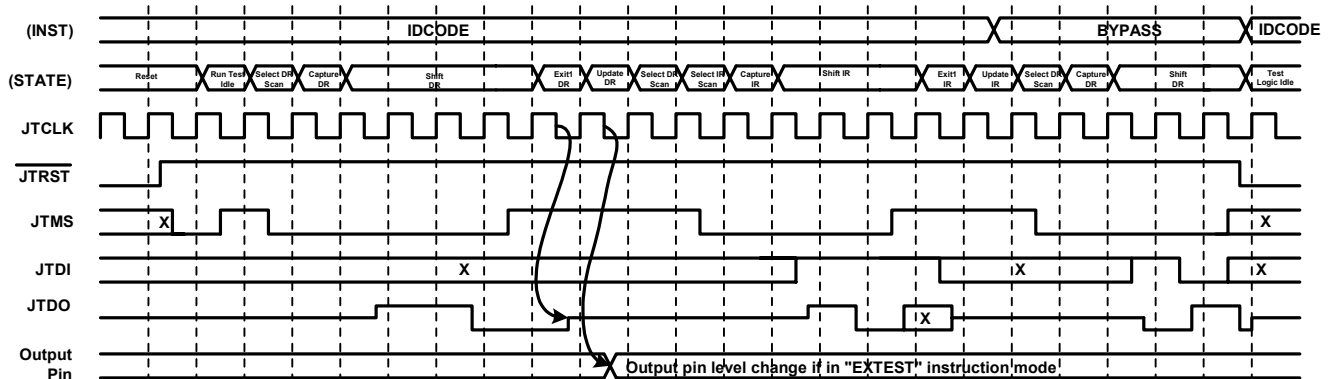 (INST)
IDCODE
BYPASS
IDCODE
(STATE)
Reset
Run Test
Idle
Select DR
Scan
Capture
DR
Shift
DR
Exit1
DR
Update
DR
Select DR
Scan
Select IR
Scan
Capture
IR
Shift IR
Exit1
IR
Update
IR
Select DR
Scan
Capture
DR
Shift
DR
Test
Logic Idle
JTCLK
JTRST
JTMS
X
X
JTDI
X
X
X
JTDO
X
Output
Pin
Output pin level change if in "EXTEST" instruction mode